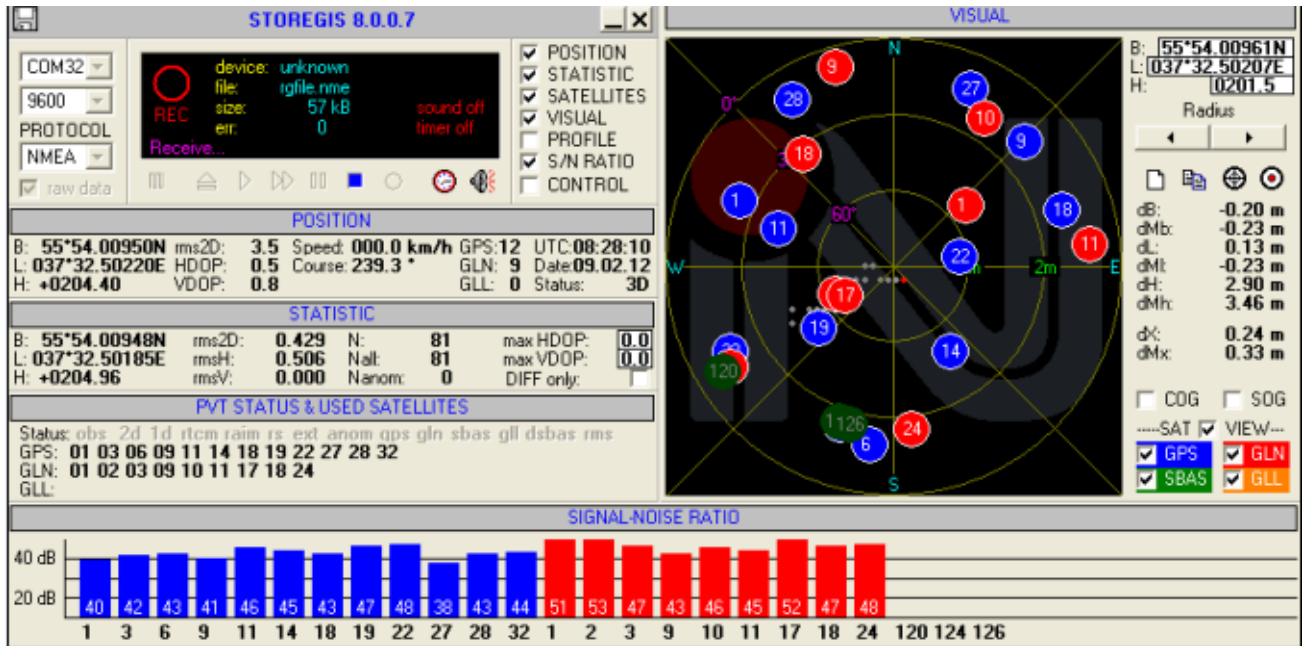 STOREGIS 8.0.0.7
COM32
9600
PROTOCOL
NMEA
raw data
REC
device: unknown
file: rgfile.nme
size: 57 kB sound off
err: 0 timer off
Receive...
POSITION
STATISTIC
SATELLITES
VISUAL
PROFILE
S/N RATIO
CONTROL
POSITION
B: 55*54.00950N rms2D: 3.5 Speed: 000.0 km/h GPS: 12 UTC: 08:28:10
L: 037*32.50220E HDOP: 0.5 Course: 239.3 * GLN: 9 Date: 09.02.12
H: +0204.40 VDOP: 0.8 GLL: 0 Status: 3D
STATISTIC
B: 55*54.00948N rms2D: 0.429 N: 81 max HDOP: 0.0
L: 037*32.50185E rmsH: 0.506 Nall: 81 max VDOP: 0.0
H: +0204.96 rmsV: 0.000 Nanom: 0 DIFF only:
PVT STATUS & USED SATELLITES
Status: obs 2d 1d rtcm raim rs ext anom gps gln sbas gll dsbas rms
GPS: 01 03 06 09 11 14 18 19 22 27 28 32
GLN: 01 02 03 09 10 11 17 18 24
GLL:
VISUAL
N
9
27
28
0°
10
9
18
1
1
18
60°
11
11
22
W
2m
E
17
19
14
120
126
24
6
S
B: 55*54.00961N
L: 037*32.50207E
H: 0201.5
Radius
dB: -0.20 m
dMb: -0.23 m
dL: 0.13 m
dMl: -0.23 m
dH: 2.90 m
dMh: 3.46 m
dX: 0.24 m
dMx: 0.33 m
COG SOG
-----SAT VIEW---
GPS GLN
SBAS GLL
SIGNAL-NOISE RATIO
40 dB
20 dB
40 42 43 41 46 45 43 47 48 38 43 44 51 53 47 43 46 45 52 47 48
1 3 6 9 11 14 18 19 22 27 28 32 1 2 3 9 10 11 17 18 24 120 124 126